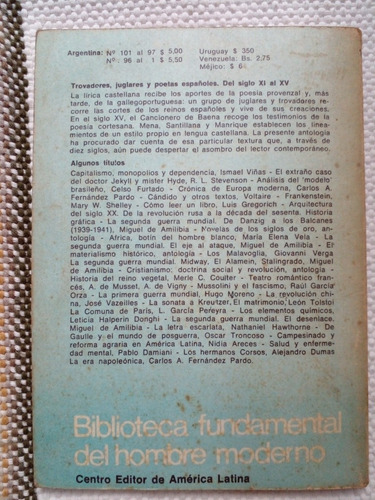 Argentina: Nº 101 al 97 $ 5,00
Nº: 96 al 1 $ 5,50
Uruguay $ 350
Venezuela: Bs. 2,75
Méjico: $ 6
Trovadores, juglares y poetas españoles. Del siglo XI al XV
La lírica castellana recibe los aportes de la poesía provenzal y, más
tarde, de la gallegoportuguesa: un grupo de juglares y trovadores re
corre las cortes de los reinos españoles y vive de sus creaciones.
En el siglo XV, el Cancionero de Baena recoge los testimonios de la
poesía cortesana. Mena, Santillana y Manrique establecen los linea-
mientos de un estilo propio en lengua castellana. La presente antología
ha procurado dar cuenta de esa particular textura que, a través de
diez siglos, aún puede despertar el asombro del lector contemporáneo.
Algunos títulos
Capitalismo, monopolios y dependencia, Ismael Viñas - El extraño caso
del doctor Jekyll y mister Hyde, R. L. Stevenson - Análisis del "modelo"
brasileño, Celso Furtado - Crónica de Europa moderna, Carlos A.
Fernández Pardo - Cándido y otros textos, Voltaire - Frankenstein,
Mary W. Shelley - Cómo leer un libro, Luis Gregorich - Arquitectura
del siglo XX. De la revolución rusa a la década del sesenta. Historia
gráfica - La segunda guerra mundial. De Danzig a los Balcanes
(1939-1941), Miguel de Amilibia - Novelas de los siglos de oro, an-
tología - Africa, botín del hombre blanco, María Elena Vela - La
segunda guerra mundial. El eje al ataque, Miguel de Amilibia - El
materialismo histórico, antología - Los Malavoglia, Giovanni Verga
La segunda guerra mundial. Midway, El Alamein, Stalingrado, Miguel
de Amilibia - Cristianismo: doctrina social y revolución, antología -
Historia del reino vegetal, Merle C. Coulter - Teatro romántico fran-
cés, A. de Musset. A. de Vigny - Mussolini y el fascismo, Raúl García
Orza - La primera guerra mundial, Hugo Moreno - La revolución chi-
na, José Vazeilles - La sonata a Kreutzer, El matrimonio, León Tolstoi
La Comuna de París, L. García Pereyra - Los elementos químicos,
Leticia Halperin Donghi - La segunda guerra mundial. El desenlace,
Miguel de Amilibia - La letra escarlata, Nathaniel Hawthorne - De
Gaulle y el mundo de posguerra, Oscar Troncoso - Campesinado y
reforma agraria en América Latina, Nidia Areces - Salud y enferme-
dad mental, Pablo Damiani - Los hermanos Corsos, Alejandro Dumas
La era napoleónica, Carlos A. Fernández Pardo.
Biblioteca fundamental
del hombre moderno
Centro Editor de América Latina